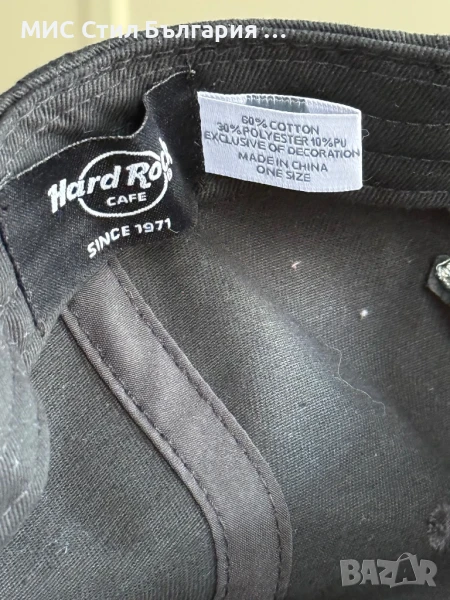 МИС Стил България ...
Hard Rock
CAFE
SINCE 1971
60% COTTON
30% POLYESTER 10% PU
EXCLUSIVE OF DECORATION
MADE IN CHINA
ONE SIZE
BAZAR